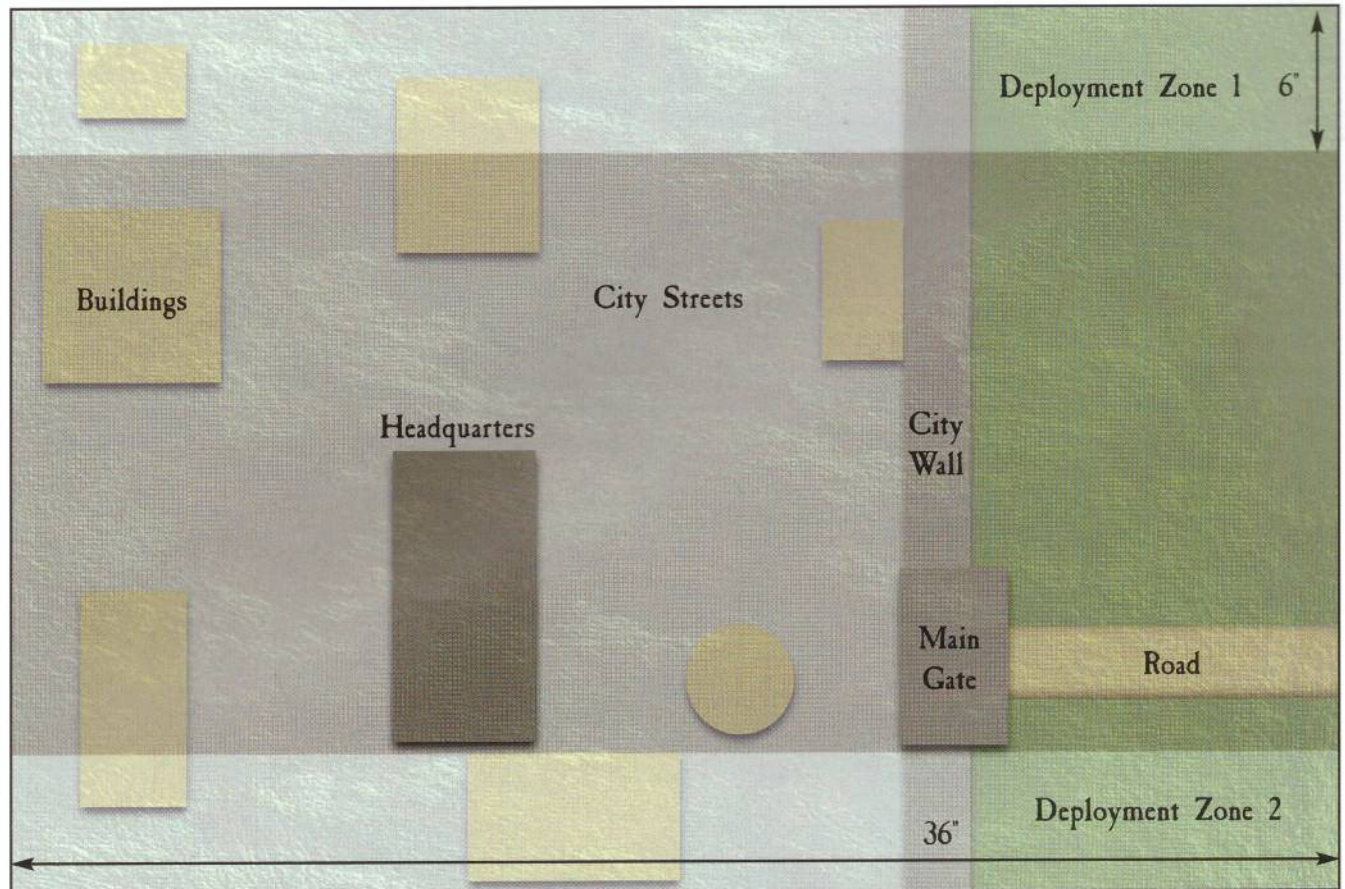 Deployment Zone 1 6"
Buildings
City Streets
Headquarters
City
Wall
Main
Gate
Road
Deployment Zone 2
36"